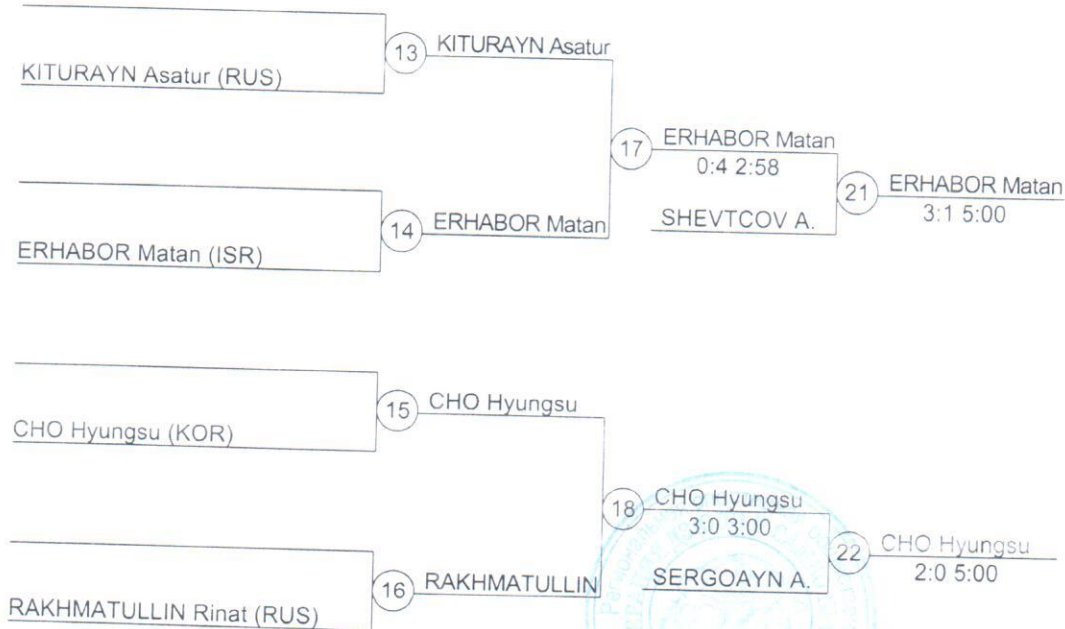 13 KITURAYN Asatur
KITURAYN Asatur (RUS)
17 ERHABOR Matan
0:4 2:58
21 ERHABOR Matan
3:1 5:00
SHEVTCOV A.
14 ERHABOR Matan
ERHABOR Matan (ISR)
15 CHO Hyungsu
CHO Hyungsu (KOR)
18 CHO Hyungsu
3:0 3:00
22 CHO Hyungsu
2:0 5:00
SERGOAYN A.
16 RAKHMATULLIN
RAKHMATULLIN Rinat (RUS)